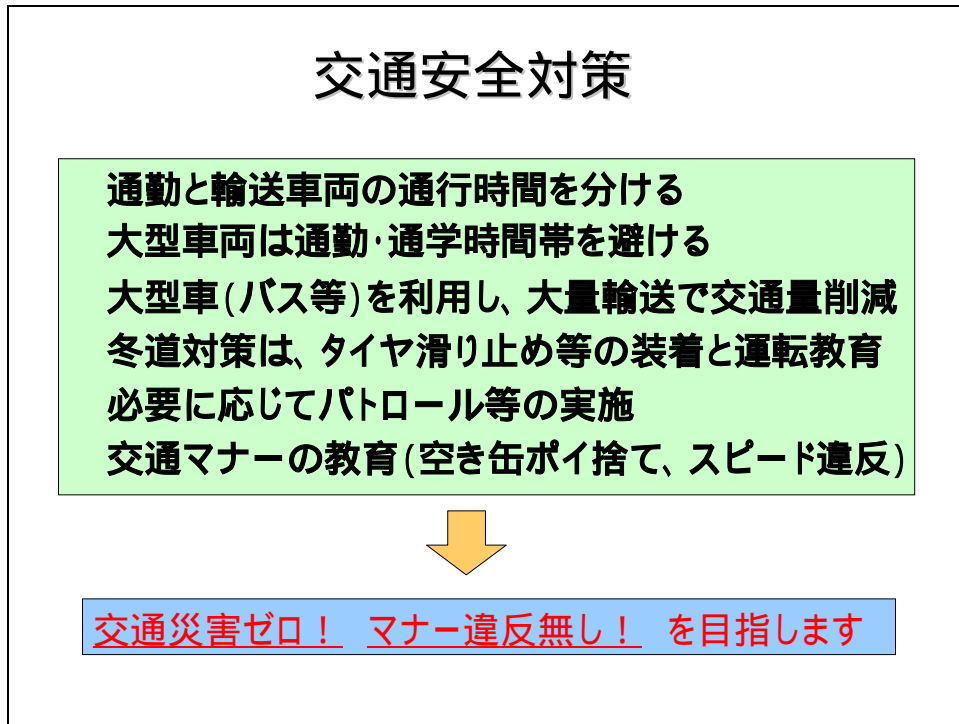 交通安全対策
通勤と輸送車両の通行時間を分ける
大型車両は通勤・通学時間帯を避ける
大型車(バス等)を利用し、大量輸送で交通量削減
冬道対策は、タイヤ滑り止め等の装着と運転教育
必要に応じてパトロール等の実施
交通マナーの教育(空き缶ポイ捨て、スピード違反)
交通災害ゼロ! マナー違反無し! を目指します